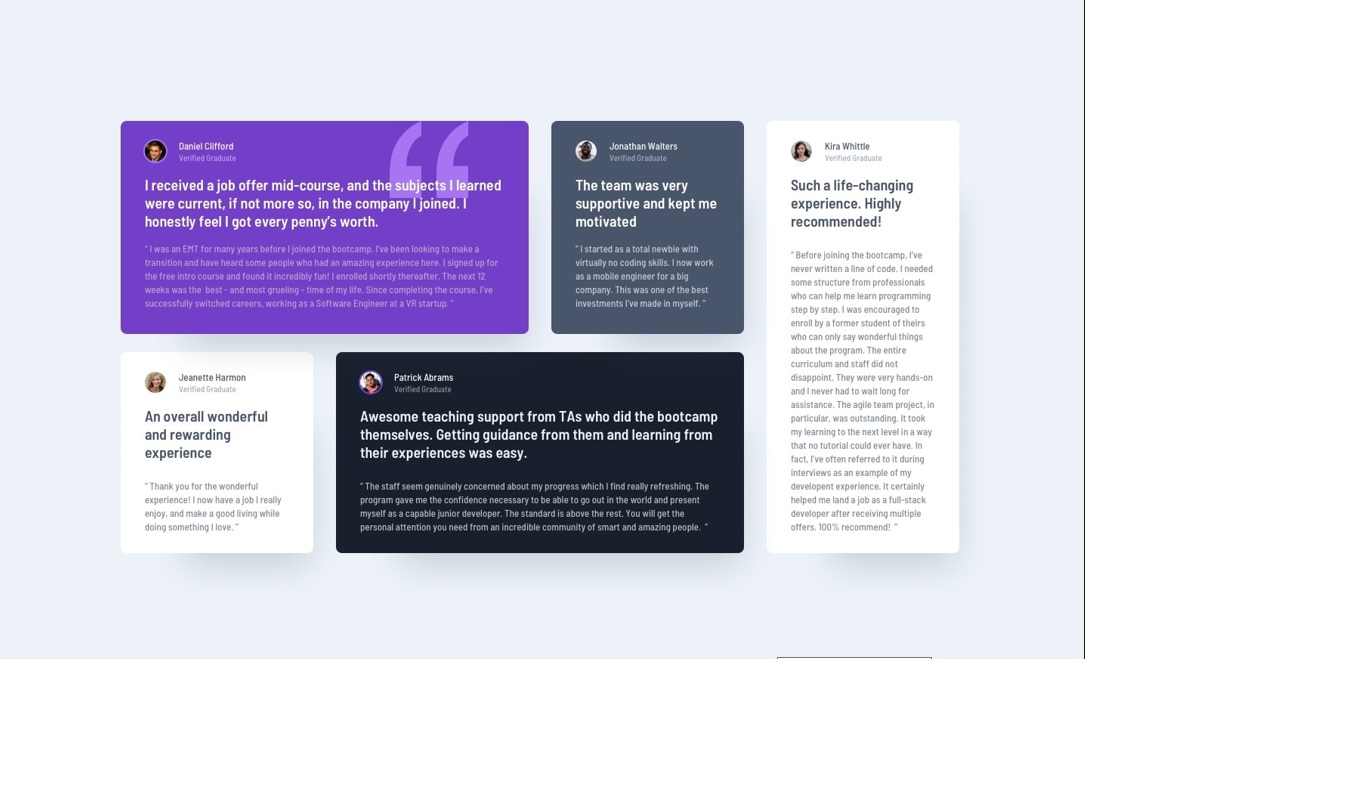 Daniel Clifford
Verified Graduate
I received a job offer mid-course, and the subjects I learned
were current, if not more so, in the company I joined. I
honestly feel I got every penny’s worth.
“ I was an EMT for many years before I joined the bootcamp. I’ve been looking to make a
transition and have heard some people who had an amazing experience here. I signed up for
the free intro course and found it incredibly fun! I enrolled shortly thereafter. The next 12
weeks was the best - and most grueling - time of my life. Since completing the course, I’ve
successfully switched careers, working as a Software Engineer at a VR startup. ”
Jonathan Walters
Verified Graduate
The team was very
supportive and kept me
motivated
“ I started as a total newbie with
virtually no coding skills. I now work
as a mobile engineer for a big
company. This was one of the best
investments I’ve made in myself. ”
Kira Whittle
Verified Graduate
Such a life-changing
experience. Highly
recommended!
“ Before joining the bootcamp, I’ve
never written a line of code. I needed
some structure from professionals
who can help me learn programming
step by step. I was encouraged to
enroll by a former student of theirs
who can only say wonderful things
about the program. The entire
curriculum and staff did not
disappoint. They were very hands-on
and I never had to wait long for
assistance. The agile team project, in
particular, was outstanding. It took
my learning to the next level in a way
that no tutorial could ever have. In
fact, I’ve often referred to it during
interviews as an example of my
developent experience. It certainly
helped me land a job as a full-stack
developer after receiving multiple
offers. 100% recommend! ”
Jeanette Harmon
Verified Graduate
An overall wonderful
and rewarding
experience
“ Thank you for the wonderful
experience! I now have a job I really
enjoy, and make a good living while
doing something I love. ”
Patrick Abrams
Verified Graduate
Awesome teaching support from TAs who did the bootcamp
themselves. Getting guidance from them and learning from
their experiences was easy.
“ The staff seem genuinely concerned about my progress which I find really refreshing. The
program gave me the confidence necessary to be able to go out in the world and present
myself as a capable junior developer. The standard is above the rest. You will get the
personal attention you need from an incredible community of smart and amazing people. ”